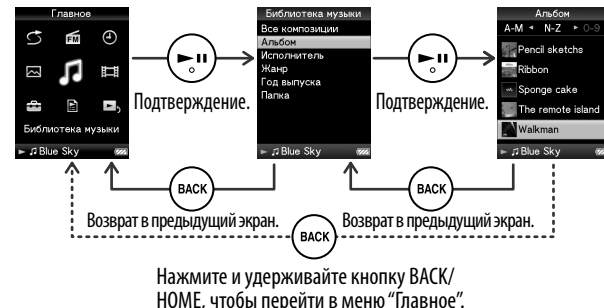 Главное
FM
Библиотека музыки
Blue Sky
Подтверждение.
Библиотека музыки
Все композиции
Альбом
Исполнитель
Жанр
Год выпуска
Папка
Blue Sky
Подтверждение.
Альбом
A-M N-Z 0-9
Pencil sketchs
Ribbon
Sponge cake
The remote island
Walkman
Blue Sky
BACK
BACK
Возврат в предыдущий экран.
Возврат в предыдущий экран.
BACK
Нажмите и удерживайте кнопку BACK/
HOME, чтобы перейти в меню “Главное”.